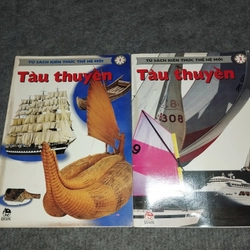 TỦ SÁCH KIẾN THỨC THẾ HỆ MỚI
Tàu thuyền
TỦ SÁCH KIẾN THỨC THẾ HỆ MỚI
Tàu thuyền
308
9